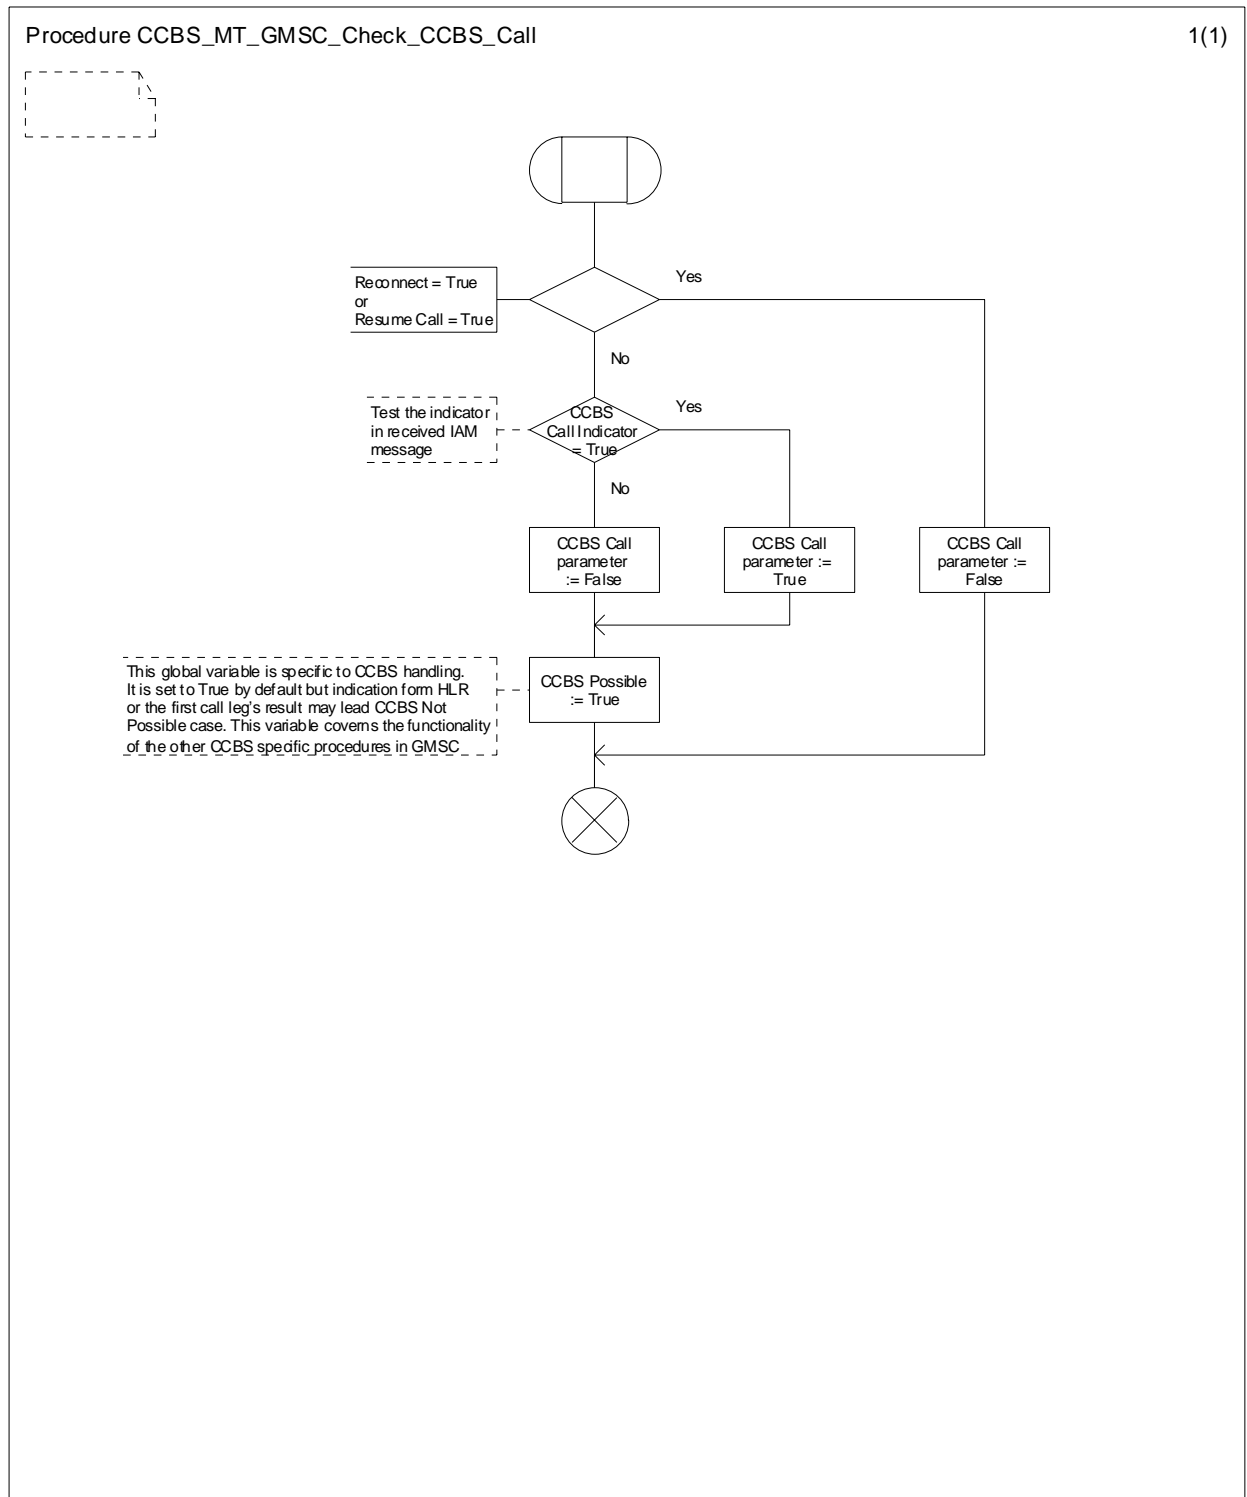 Procedure CCBS_MT_GMSC_Check_CCBS_Call
1(1)
Reconnect = True
or
Resume Call = True
Yes
No
Test the indicator
in received IAM
message
CCBS
Call Indicator
= True
Yes
No
CCBS Call
parameter
:= False
CCBS Call
parameter :=
True
CCBS Call
parameter :=
False
This global variable is specific to CCBS handling.
It is set to True by default but indication form HLR
or the first call leg's result may lead CCBS Not
Possible case. This variable covers the functionality
of the other CCBS specific procedures in GMSC
CCBS Possible
:= True